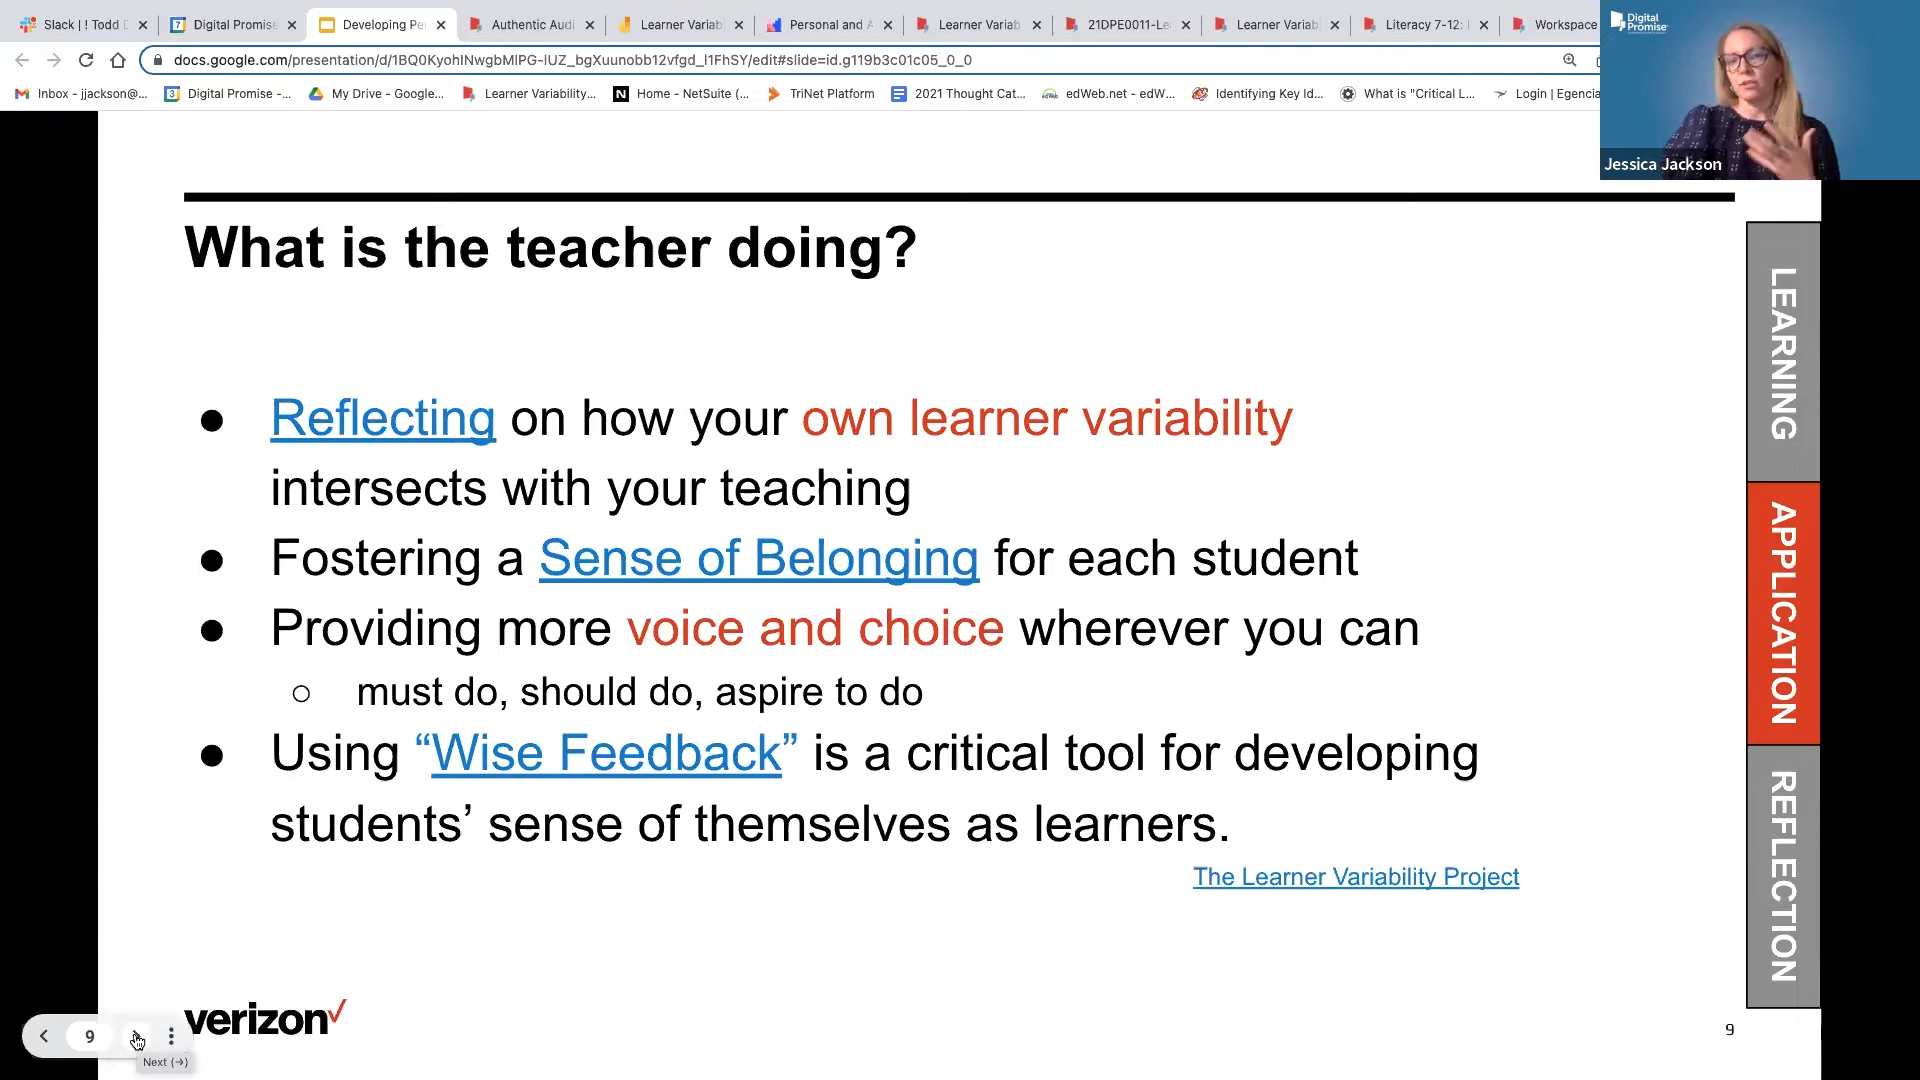 Slack | ! Todd D
Digital Promise
Developing Pe
Authentic Audi
Learner Variab
Personal and A
Learner Variab
21DPE0011-Le
Learner Variab
Literacy 7-12:
Workspace
docs.google.com/presentation/d/1BQ0KyohINwgbMlPG-lUZ_bgXuunobb12vfgd_l1FhSY/edit#slide=id.g119b3c01c05_0_0
Inbox - jjackson@...
Digital Promise -...
My Drive - Google...
Learner Variability...
Home - NetSuite (...
TriNet Platform
2021 Thought Cat...
edWeb.net - edW...
Identifying Key Id...
What is "Critical L...
Login | Egencia
Digital
Promise
Jessica Jackson
What is the teacher doing?
● Reflecting on how your own learner variability
intersects with your teaching
● Fostering a Sense of Belonging for each student
● Providing more voice and choice wherever you can
○ must do, should do, aspire to do
● Using “Wise Feedback” is a critical tool for developing
students’ sense of themselves as learners.
The Learner Variability Project
LEARNING
APPLICATION
REFLECTION
verizon
9
9
Next (→)